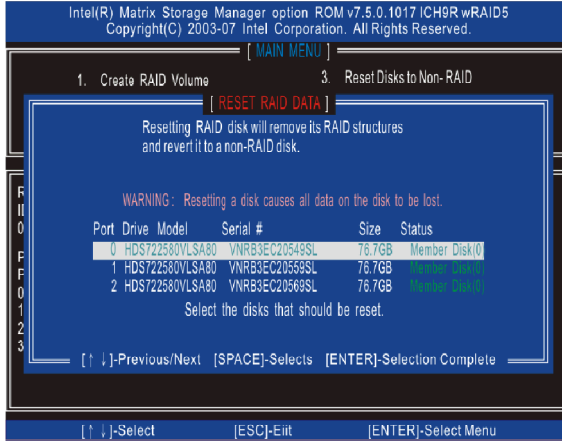 Intel(R) Matrix Storage Manager option ROM v7.5.0.1017 ICH9R wRAID5
Copyright(C) 2003-07 Intel Corporation. All Rights Reserved.
[ MAIN MENU ]
1. Create RAID Volume 3. Reset Disks to Non- RAID
[ RESET RAID DATA ]
Resetting RAID disk will remove its RAID structures
and revert it to a non-RAID disk.
WARNING: Resetting a disk causes all data on the disk to be lost.
Port Drive Model Serial # Size Status
0 HDS722580VLSA80 VNRB3EC20549SL 76.7GB Member Disk(0)
1 HDS722580VLSA80 VNRB3EC20559SL 76.7GB Member Disk(0)
2 HDS722580VLSA80 VNRB3EC20569SL 76.7GB Member Disk(0)
Select the disks that should be reset.
[↑↓]-Previous/Next [SPACE]-Selects [ENTER]-Selection Complete
[↑↓]-Select [ESC]-Eiit [ENTER]-Select Menu